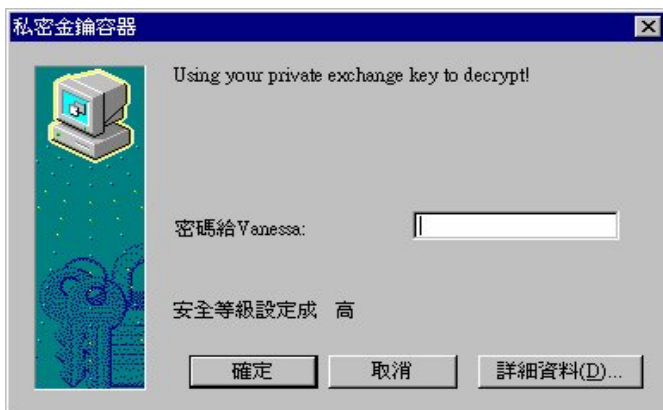 私密金鑰容器
Using your private exchange key to decrypt!
密碼給Vanessa:
安全等級設定成 高
確定 取消 詳細資料(D)...